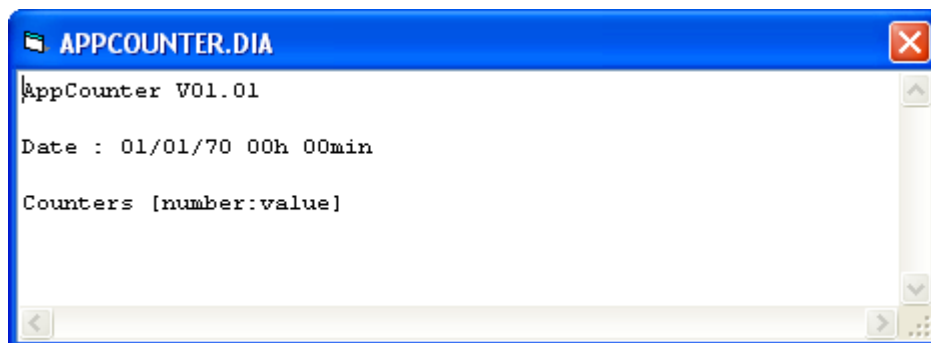 APPCOUNTER.DIA
AppCounter V01.01
Date : 01/01/70 00h 00min
Counters [number:value]